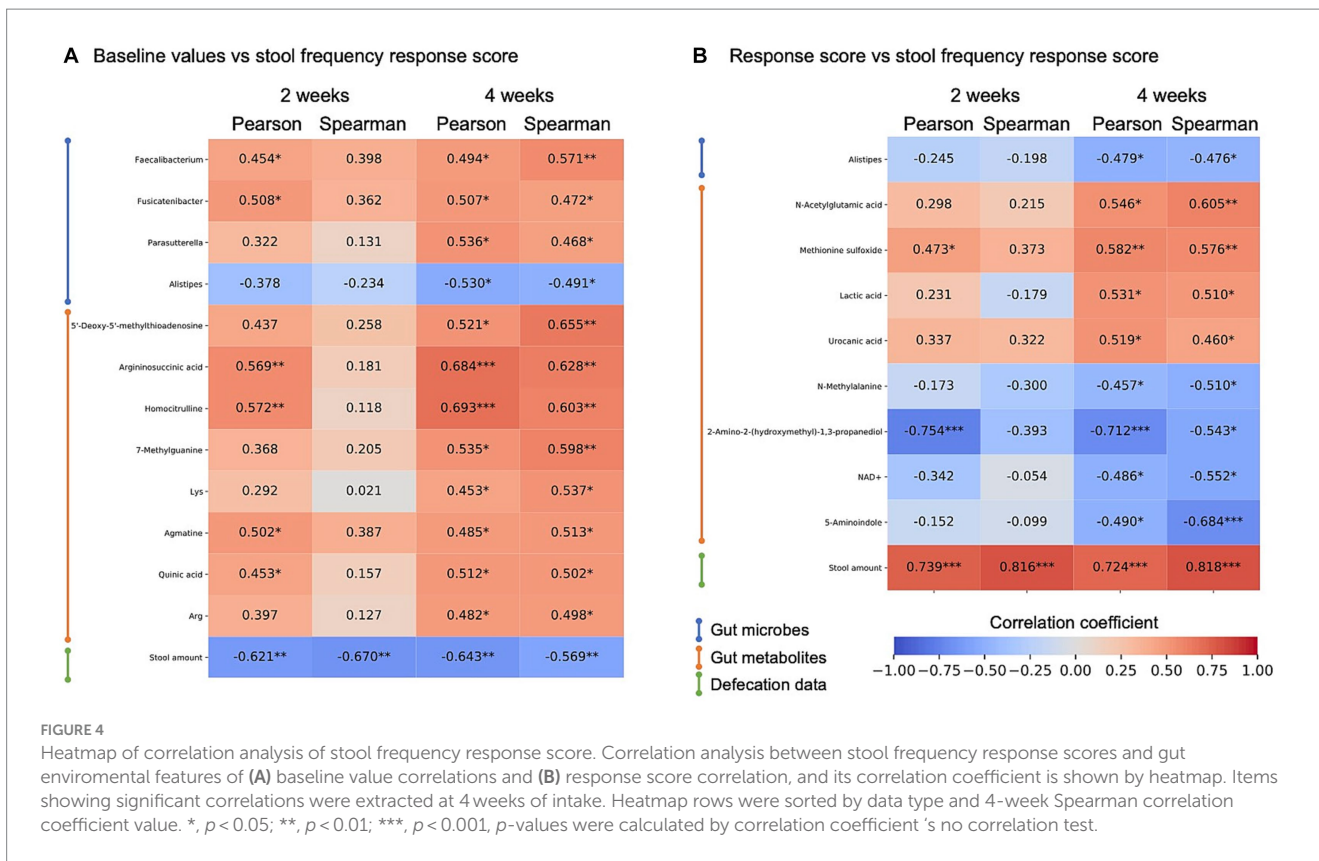 A Baseline values vs stool frequency response score
2 weeks 4 weeks
Pearson Spearman Pearson Spearman
Faecalibacterium 0.454* 0.398 0.494* 0.571**
Fusicatenibacter 0.508* 0.362 0.507* 0.472*
Parasutterella 0.322 0.131 0.536* 0.468*
Alistipes -0.378 -0.234 -0.530* -0.491*
5'-Deoxy-5'-methylthioadenosine 0.437 0.258 0.521* 0.655**
Argininosuccinic acid 0.569** 0.181 0.684*** 0.628**
Homocitrulline 0.572** 0.118 0.693*** 0.603**
7-Methylguanine 0.368 0.205 0.535* 0.598**
Lys 0.292 0.021 0.453* 0.537*
Agmatine 0.502* 0.387 0.485* 0.513*
Quinic acid 0.453* 0.157 0.512* 0.502*
Arg 0.397 0.127 0.482* 0.498*
Stool amount -0.621** -0.670** -0.643** -0.569**
B Response score vs stool frequency response score
2 weeks 4 weeks
Pearson Spearman Pearson Spearman
Alistipes -0.245 -0.198 -0.479* -0.476*
N-Acetylglutamic acid 0.298 0.215 0.546* 0.605**
Methionine sulfoxide 0.473* 0.373 0.582** 0.576**
Lactic acid 0.231 -0.179 0.531* 0.510*
Urocanic acid 0.337 0.322 0.519* 0.460*
N-Methylalanine -0.173 -0.300 -0.457* -0.510*
2-Amino-2-(hydroxymethyl)-1,3-propanediol -0.754*** -0.393 -0.712*** -0.543*
NAD+ -0.342 -0.054 -0.486* -0.552*
5-Aminoindole -0.152 -0.099 -0.490* -0.684***
Stool amount 0.739*** 0.816*** 0.724*** 0.818***
Gut microbes
Gut metabolites
Defecation data
Correlation coefficient
−1.00 −0.75 −0.50 −0.25 0.00 0.25 0.50 0.75 1.00
FIGURE 4
Heatmap of correlation analysis of stool frequency response score. Correlation analysis between stool frequency response scores and gut
enviromental features of (A) baseline value correlations and (B) response score correlation, and its correlation coefficient is shown by heatmap. Items
showing significant correlations were extracted at 4 weeks of intake. Heatmap rows were sorted by data type and 4-week Spearman correlation
coefficient value. *, p < 0.05; **, p < 0.01; ***, p < 0.001, p-values were calculated by correlation coefficient 's no correlation test.